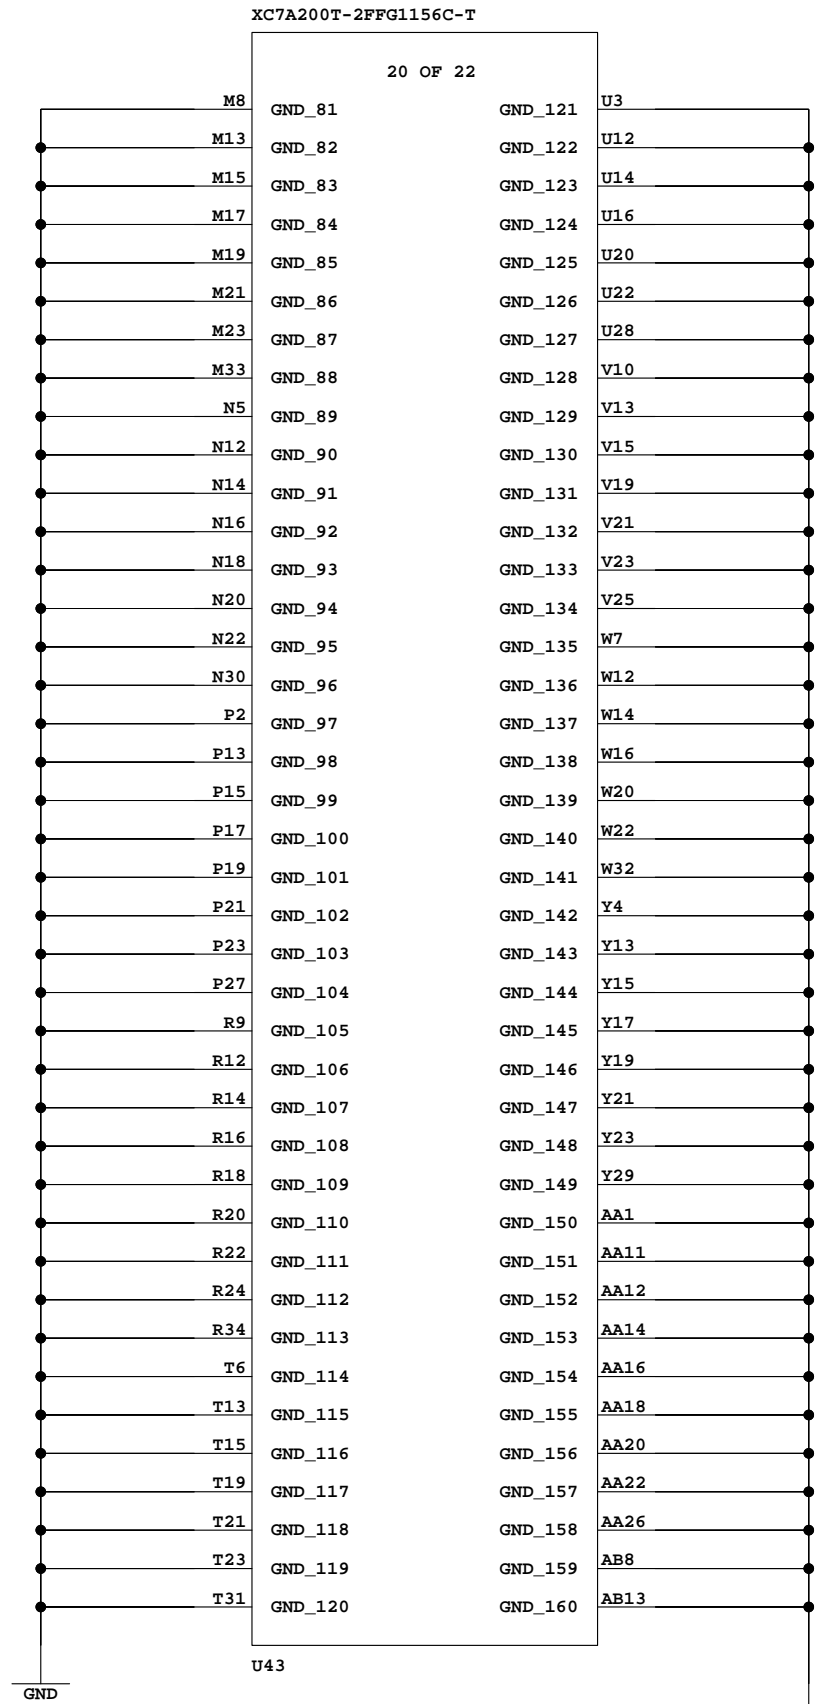 XC7A200T-2FFG1156C-T
20 OF 22
M8 GND_81 GND_121 U3
M13 GND_82 GND_122 U12
M15 GND_83 GND_123 U14
M17 GND_84 GND_124 U16
M19 GND_85 GND_125 U20
M21 GND_86 GND_126 U22
M23 GND_87 GND_127 U28
M33 GND_88 GND_128 V10
N5 GND_89 GND_129 V13
N12 GND_90 GND_130 V15
N14 GND_91 GND_131 V19
N16 GND_92 GND_132 V21
N18 GND_93 GND_133 V23
N20 GND_94 GND_134 V25
N22 GND_95 GND_135 W7
N30 GND_96 GND_136 W12
P2 GND_97 GND_137 W14
P13 GND_98 GND_138 W16
P15 GND_99 GND_139 W20
P17 GND_100 GND_140 W22
P19 GND_101 GND_141 W32
P21 GND_102 GND_142 Y4
P23 GND_103 GND_143 Y13
P27 GND_104 GND_144 Y15
R9 GND_105 GND_145 Y17
R12 GND_106 GND_146 Y19
R14 GND_107 GND_147 Y21
R16 GND_108 GND_148 Y23
R18 GND_109 GND_149 Y29
R20 GND_110 GND_150 AA1
R22 GND_111 GND_151 AA11
R24 GND_112 GND_152 AA12
R34 GND_113 GND_153 AA14
T6 GND_114 GND_154 AA16
T13 GND_115 GND_155 AA18
T15 GND_116 GND_156 AA20
T19 GND_117 GND_157 AA22
T21 GND_118 GND_158 AA26
T23 GND_119 GND_159 AB8
T31 GND_120 GND_160 AB13
U43
GND